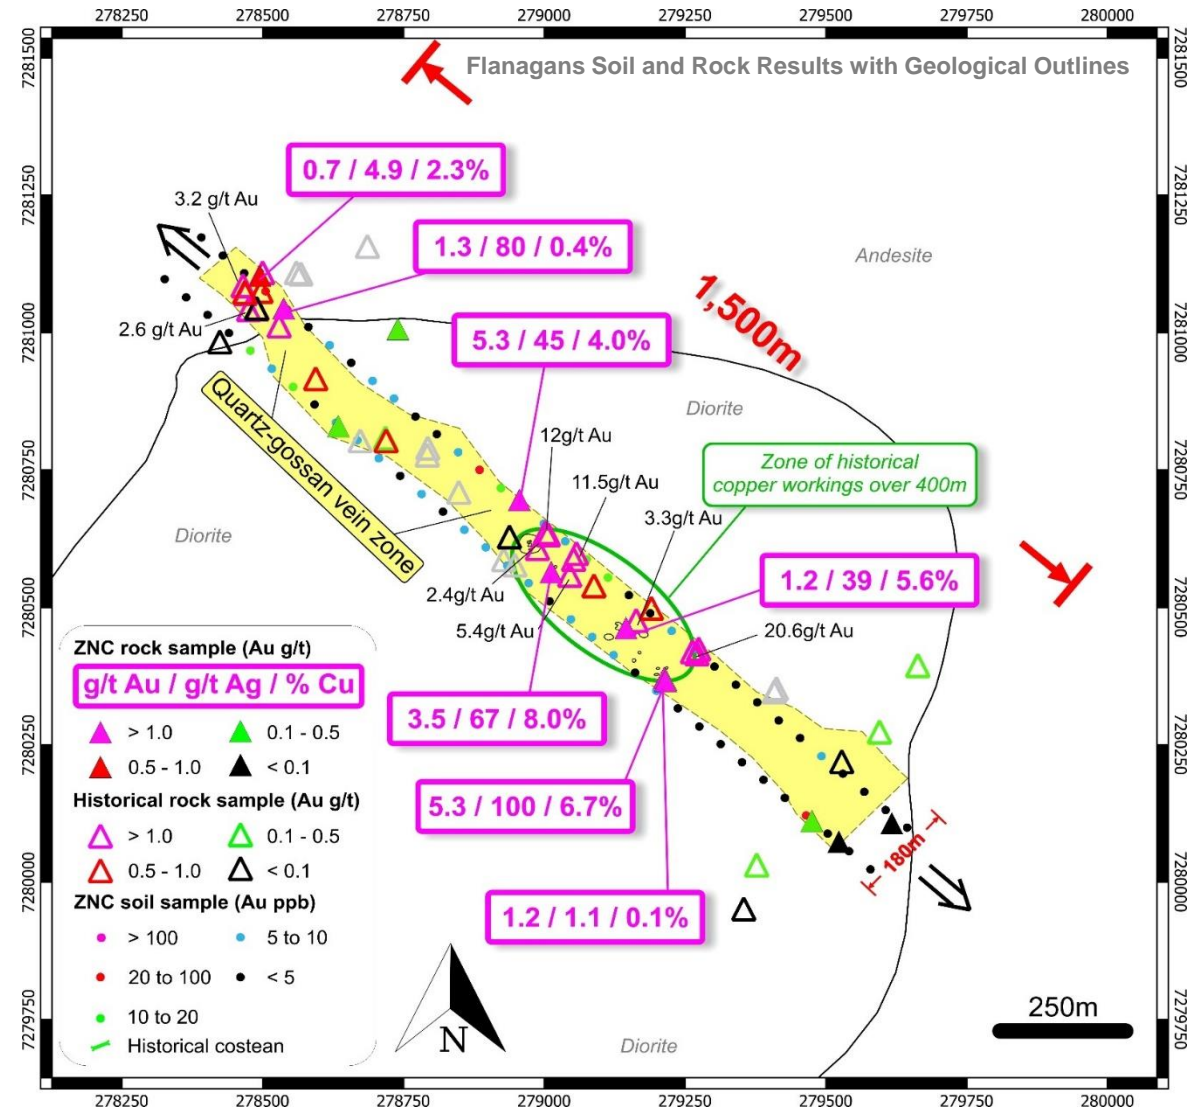 278250 278500 278750 279000 279250 279500 279750 280000
7281500
7281500
Flanagans Soil and Rock Results with Geological Outlines
0.7 / 4.9 / 2.3%
3.2 g/t Au
7281250
7281250
1.3 / 80 / 0.4%
Andesite
2.6 g/t Au
7281000
7281000
1,500m
5.3 / 45 / 4.0%
Quartz-gossan vein zone
Diorite
12g/t Au
Zone of historical
copper workings over 400m
7280750
7280750
11.5g/t Au
3.3g/t Au
Diorite
2.4g/t Au
1.2 / 39 / 5.6%
7280500
7280500
5.4g/t Au
20.6g/t Au
3.5 / 67 / 8.0%
5.3 / 100 / 6.7%
7280250
7280250
180m
1.2 / 1.1 / 0.1%
7280000
7280000
ZNC rock sample (Au g/t)
g/t Au / g/t Ag / % Cu
> 1.0 0.1 - 0.5
0.5 - 1.0 < 0.1
Historical rock sample (Au g/t)
> 1.0 0.1 - 0.5
0.5 - 1.0 < 0.1
ZNC soil sample (Au ppb)
> 100 5 to 10
20 to 100 < 5
10 to 20
Historical costean
N
Diorite
250m
7279750
7279750
278250 278500 278750 279000 279250 279500 279750 280000